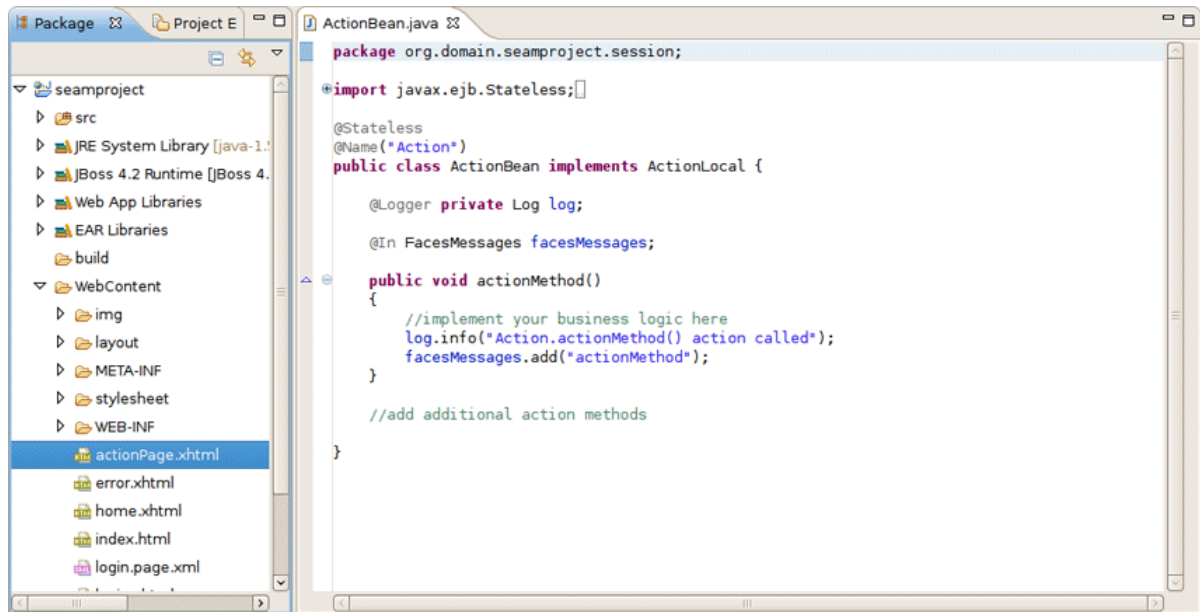 Package
Project E
seamproject
src
JRE System Library [java-1.
JBoss 4.2 Runtime [JBoss 4.
Web App Libraries
EAR Libraries
build
WebContent
img
layout
META-INF
stylesheet
WEB-INF
actionPage.xhtml
error.xhtml
home.xhtml
index.html
login.page.xml
ActionBean.java
package org.domain.seamproject.session;
import javax.ejb.Stateless;
@Stateless
@Name("Action")
public class ActionBean implements ActionLocal {
@Logger private Log log;
@In FacesMessages facesMessages;
public void actionMethod()
{
//implement your business logic here
log.info("Action.actionMethod() action called");
facesMessages.add("actionMethod");
}
//add additional action methods
}